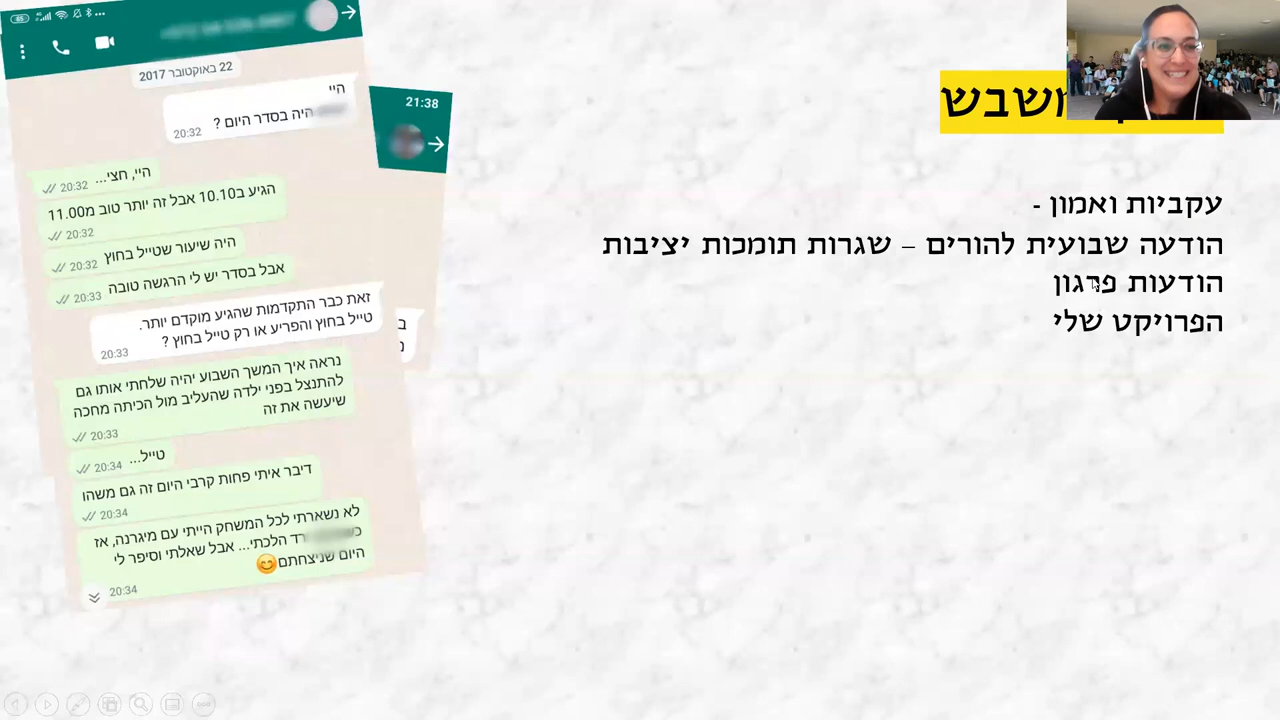 משבש
עקביות ואמון -
הודעה שבועית להורים – שגרות תומכות יציבות
הודעות פרגון
הפרויקט שלי
22 באוקטובר 2017
היי
היה בסדר היום ?
20:32
היי, חצי...
20:32
הגיע ב10.10 אבל זה יותר טוב מ11.00
20:32
היה שיעור שטייל בחוץ
20:32
אבל בסדר יש לי הרגשה טובה
20:33
זאת כבר התקדמות שהגיע מוקדם יותר.
טייל בחוץ והפריע או רק טייל בחוץ ?
20:33
נראה איך המשך השבוע יהיה שלחתי אותו גם
להתנצל בפני ילדה שהעליב מול הכיתה מחכה
שיעשה את זה
20:33
טייל...
20:34
דיבר איתי פחות קרבי היום זה גם משהו
20:34
לא נשארתי לכל המשחק הייתי עם מיגרנה, אז
הלכתי... אבל שאלתי וסיפר לי
היום שניצחתם😊
20:34
21:38